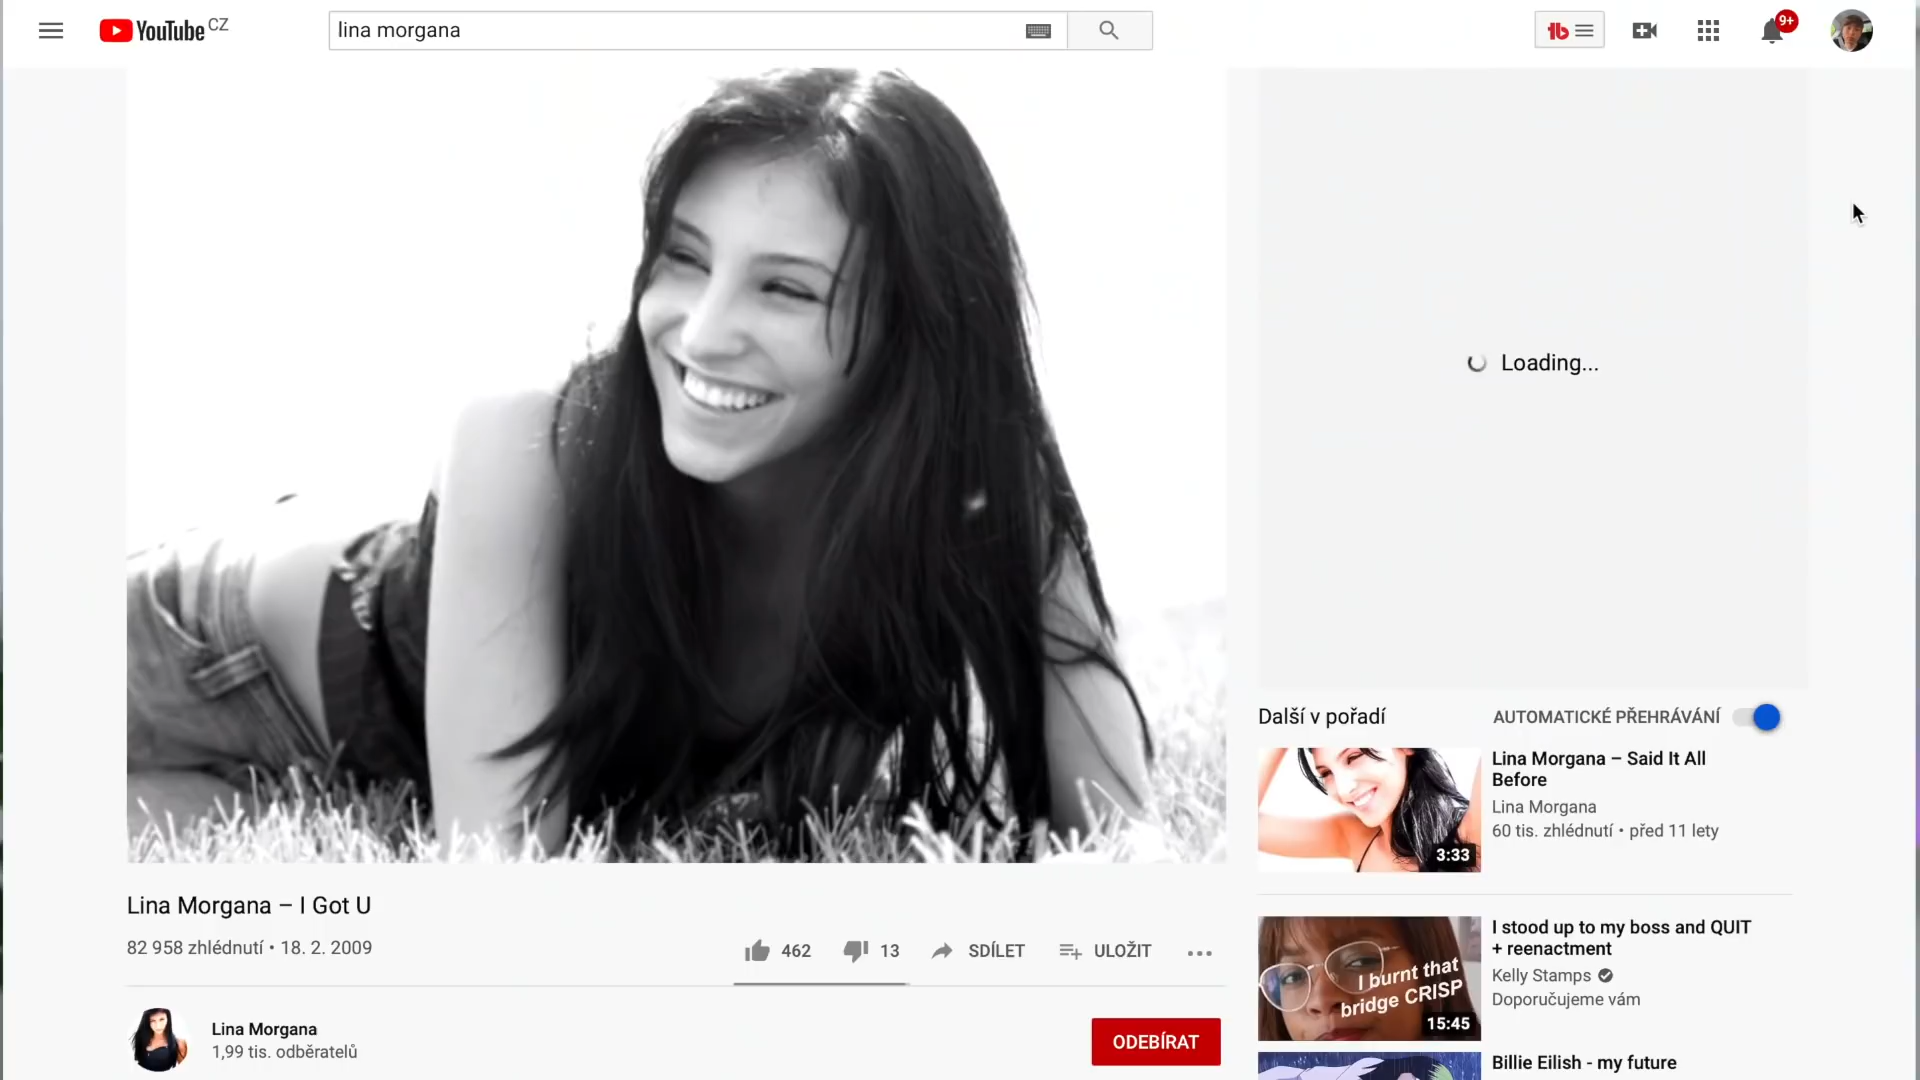 YouTube CZ
lina morgana
9+
Loading...
Další v pořadí
AUTOMATICKÉ PŘEHRÁVÁNÍ
Lina Morgana – Said It All
Before
Lina Morgana
60 tis. zhlédnutí • před 11 lety
3:33
Lina Morgana – I Got U
82 958 zhlédnutí • 18. 2. 2009
462
13
SDÍLET
ULOŽIT
I stood up to my boss and QUIT
+ reenactment
Kelly Stamps
Doporučujeme vám
I burnt that
bridge CRISP
15:45
Lina Morgana
1,99 tis. odběratelů
ODEBÍRAT
Billie Eilish - my future